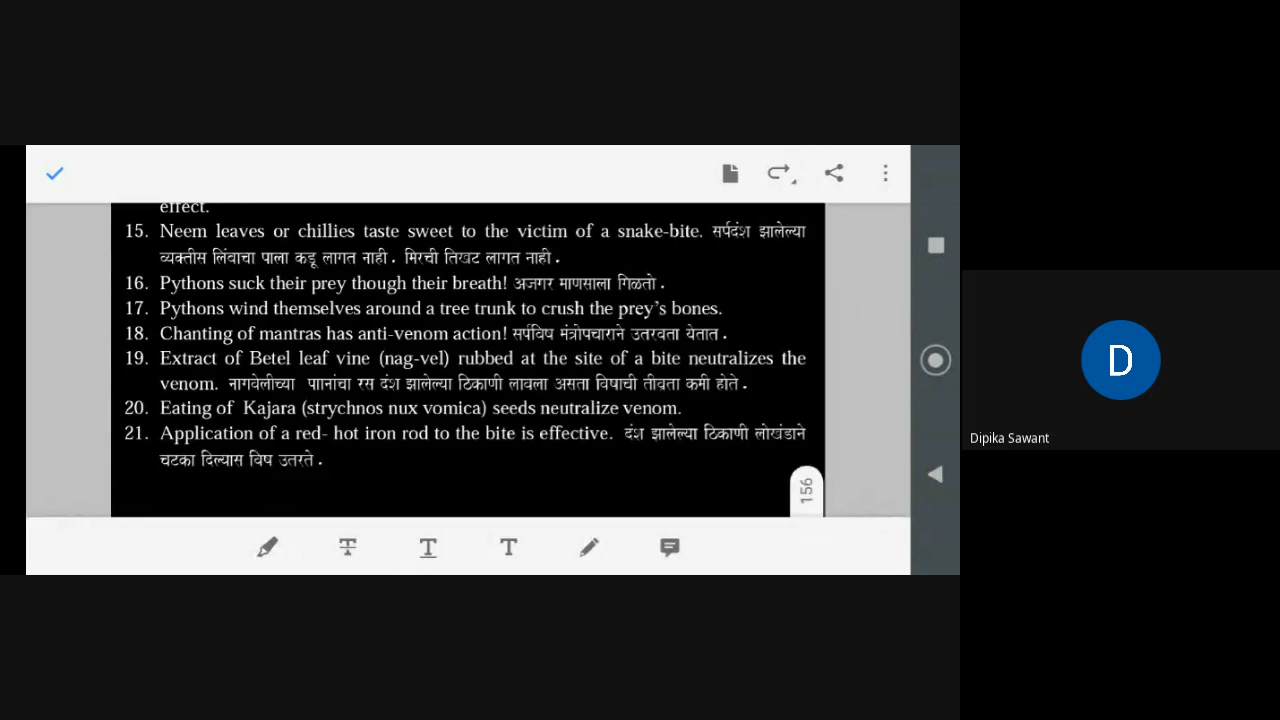 effect.
15. Neem leaves or chillies taste sweet to the victim of a snake-bite. सर्पदंश झालेल्या
व्यक्तीस लिंबाचा पाला कडू लागत नाही. मिरची तिखट लागत नाही.
16. Pythons suck their prey though their breath! अजगर माणसाला गिळतो.
17. Pythons wind themselves around a tree trunk to crush the prey's bones.
18. Chanting of mantras has anti-venom action! सर्पविष मंत्रोपचाराने उतरवता येतात.
19. Extract of Betel leaf vine (nag-vel) rubbed at the site of a bite neutralizes the
venom. नागवेलीच्या पाानांचा रस दंश झालेल्या ठिकाणी लावला असता विषाची तीव्रता कमी होते.
20. Eating of Kajara (strychnos nux vomica) seeds neutralize venom.
21. Application of a red- hot iron rod to the bite is effective. दंश झालेल्या ठिकाणी लोखंडाने
चटका दिल्यास विष उतरते.
156
D
Dipika Sawant